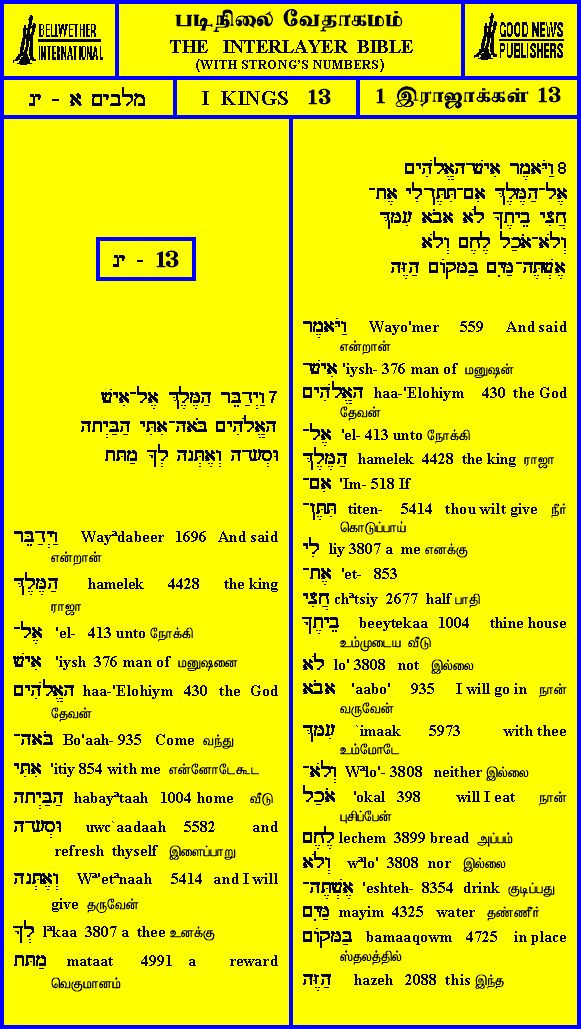 BELLWETHER
INTERNATIONAL
படிநிலை வேதாகமம்
THE INTERLAYER BIBLE
(WITH STRONG'S NUMBERS)
GOOD NEWS
PUBLISHERS
מלבים א - יג
I KINGS 13
1 இராஜாக்கள் 13
יג - 13
7 וַיְדַבֵּר הַמֶּלֶךְ אֶל־אִישׁ
הָאֱלֹהִים בֹּאָה־אִתִּי הַבַּיְתָה
וּסְעָדָה וְאֶתְּנָה לְךָ מַתָּת
וַיְדַבֵּר Wayªdabeer 1696 And said
என்றான்
הַמֶּלֶךְ hamelek 4428 the king
ராஜா
אֶל־ 'el- 413 unto நோக்கி
אִישׁ 'iysh 376 man of மனுஷனை
הָאֱלֹהִים haa-'Elohiym 430 the God
தேவன்
בֹּאָה־ Bo'aah- 935 Come வந்து
אִתִּי 'itiy 854 with me என்னோடேகூட
הַבַּיְתָה habayªtaah 1004 home வீடு
וּסְעָדָה uwc`aadaah 5582 and
refresh thyself இளைப்பாறு
וְאֶתְּנָה Wª'etªnaah 5414 and I will
give தருவேன்
לְךָ lªkaa 3807 a thee உனக்கு
מַתָּת mataat 4991 a reward
வெகுமானம்
8 וַיֹּאמֶר אִישׁ־הָאֱלֹהִים
אֶל־הַמֶּלֶךְ אִם־תִּתֶּן־לִי אֶת־
חֲצִי בֵיתֶךָ לֹא אָבֹא עִמָּךְ
וְלֹא־אֹכַל לֶחֶם וְלֹא
אֶשְׁתֶּה־מַּיִם בַּמָּקוֹם הַזֶּה
וַיֹּאמֶר Wayo'mer 559 And said
என்றான்
אִישׁ־ 'iysh- 376 man of மனுஷன்
הָאֱלֹהִים haa-'Elohiym 430 the God
தேவன்
אֶל־ 'el- 413 unto நோக்கி
הַמֶּלֶךְ hamelek 4428 the king ராஜா
אִם־ 'Im- 518 If
תִּתֶּן־ titen- 5414 thou wilt give நீர்
கொடுப்பாய்
לִי liy 3807 a me எனக்கு
אֶת־ 'et- 853
חֲצִי chªtsiy 2677 half பாதி
בֵיתֶךָ beeytekaa 1004 thine house
உம்முடைய வீடு
לֹא lo' 3808 not இல்லை
אָבֹא 'aabo' 935 I will go in நான்
வருவேன்
עִמָּךְ `imaak 5973 with thee
உம்மோடே
וְלֹא־ Wªlo'- 3808 neither இல்லை
אֹכַל 'okal 398 will I eat நான்
புசிப்பேன்
לֶחֶם lechem 3899 bread அப்பம்
וְלֹא wªlo' 3808 nor இல்லை
אֶשְׁתֶּה־ 'eshteh- 8354 drink குடிப்பது
מַּיִם mayim 4325 water தண்ணீர்
בַּמָּקוֹם bamaaqowm 4725 in place
ஸ்தலத்தில்
הַזֶּה hazeh 2088 this இந்த